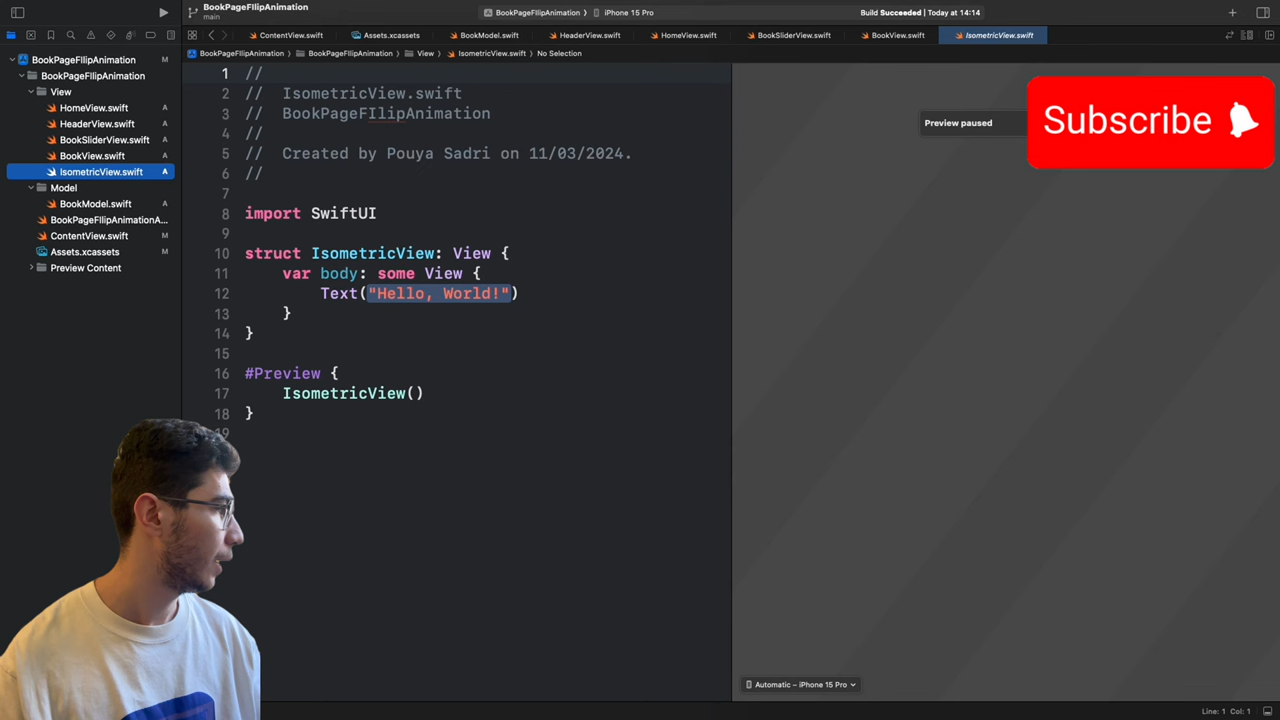 BookPageFlipAnimation
main
BookPageFlipAnimation
iPhone 15 Pro
Build Succeeded | Today at 14:14
ContentView.swift
Assets.xcassets
BookModel.swift
HeaderView.swift
HomeView.swift
BookSliderView.swift
BookView.swift
IsometricView.swift
BookPageFlipAnimation
BookPageFlipAnimation
View
IsometricView.swift
No Selection
BookPageFlipAnimation
BookPageFlipAnimation
View
HomeView.swift A
HeaderView.swift A
BookSliderView.swift A
BookView.swift A
IsometricView.swift A
Model
BookModel.swift A
BookPageFlipAnimationA... M
ContentView.swift M
Assets.xcassets M
Preview Content
1 //
2 //  IsometricView.swift
3 //  BookPageFIlipAnimation
4 //
5 //  Created by Pouya Sadri on 11/03/2024.
6 //
7
8 import SwiftUI
9
10 struct IsometricView: View {
11     var body: some View {
12         Text("Hello, World!")
13     }
14 }
15
16 #Preview {
17     IsometricView()
18 }
19
Preview paused
Subscribe
Automatic – iPhone 15 Pro
Line: 1 Col: 1